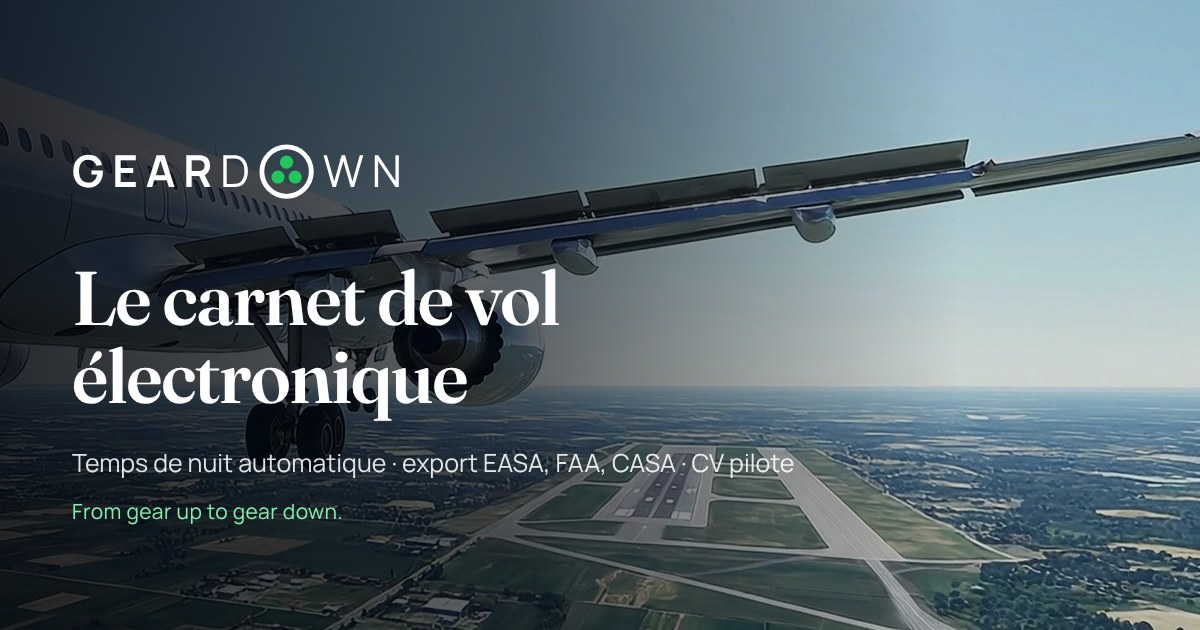 GEARDOWN
Le carnet de vol
électronique
Temps de nuit automatique · export EASA, FAA, CASA · CV pilote
From gear up to gear down.